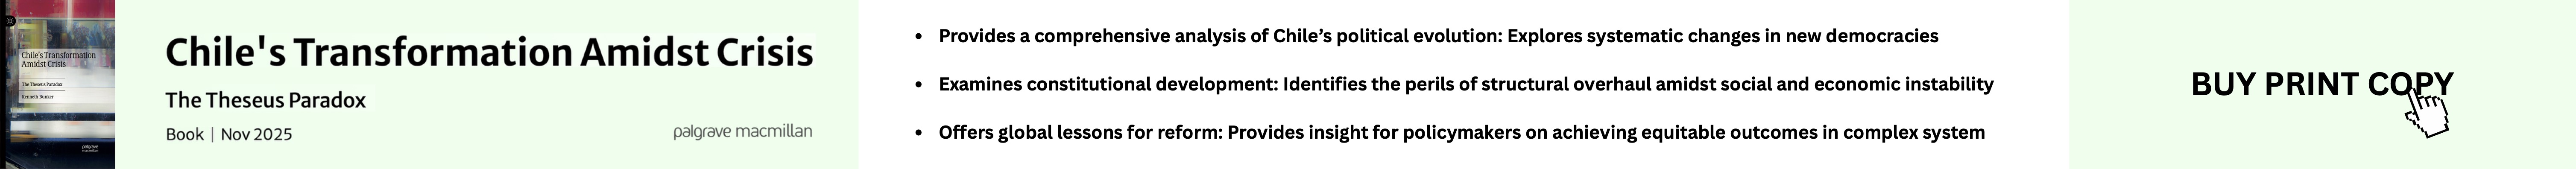 Chile's Transformation
Amidst Crisis
The Theseus Paradox
Kenneth Bunker
palgrave
macmillan
Chile's Transformation Amidst Crisis
The Theseus Paradox
Book | Nov 2025
palgrave macmillan
• Provides a comprehensive analysis of Chile’s political evolution: Explores systematic changes in new democracies
• Examines constitutional development: Identifies the perils of structural overhaul amidst social and economic instability
• Offers global lessons for reform: Provides insight for policymakers on achieving equitable outcomes in complex system
BUY PRINT COPY